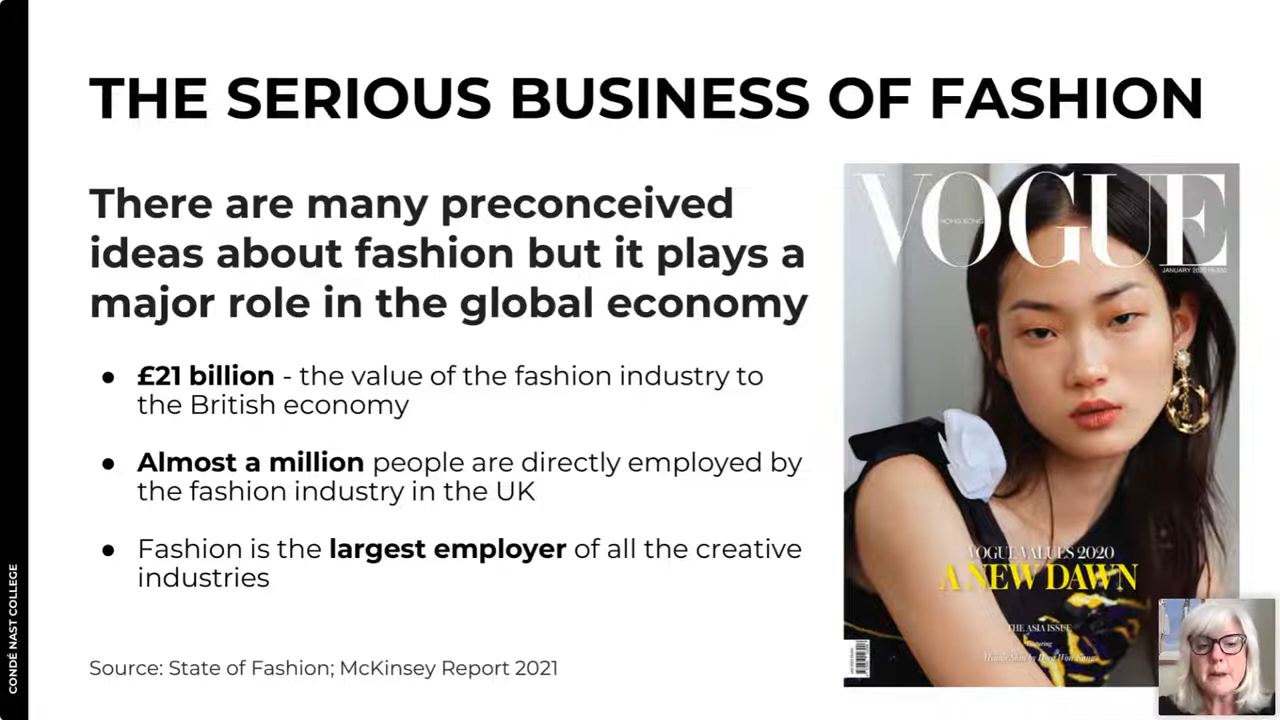 THE SERIOUS BUSINESS OF FASHION
There are many preconceived
ideas about fashion but it plays a
major role in the global economy
● £21 billion - the value of the fashion industry to
the British economy
● Almost a million people are directly employed by
the fashion industry in the UK
● Fashion is the largest employer of all the creative
industries
Source: State of Fashion; McKinsey Report 2021
CONDÉ NAST COLLEGE
VOGUE
HONG KONG
JANUARY 2020
VOGUE VALUES 2020
A NEW DAWN
THE ASIA ISSUE